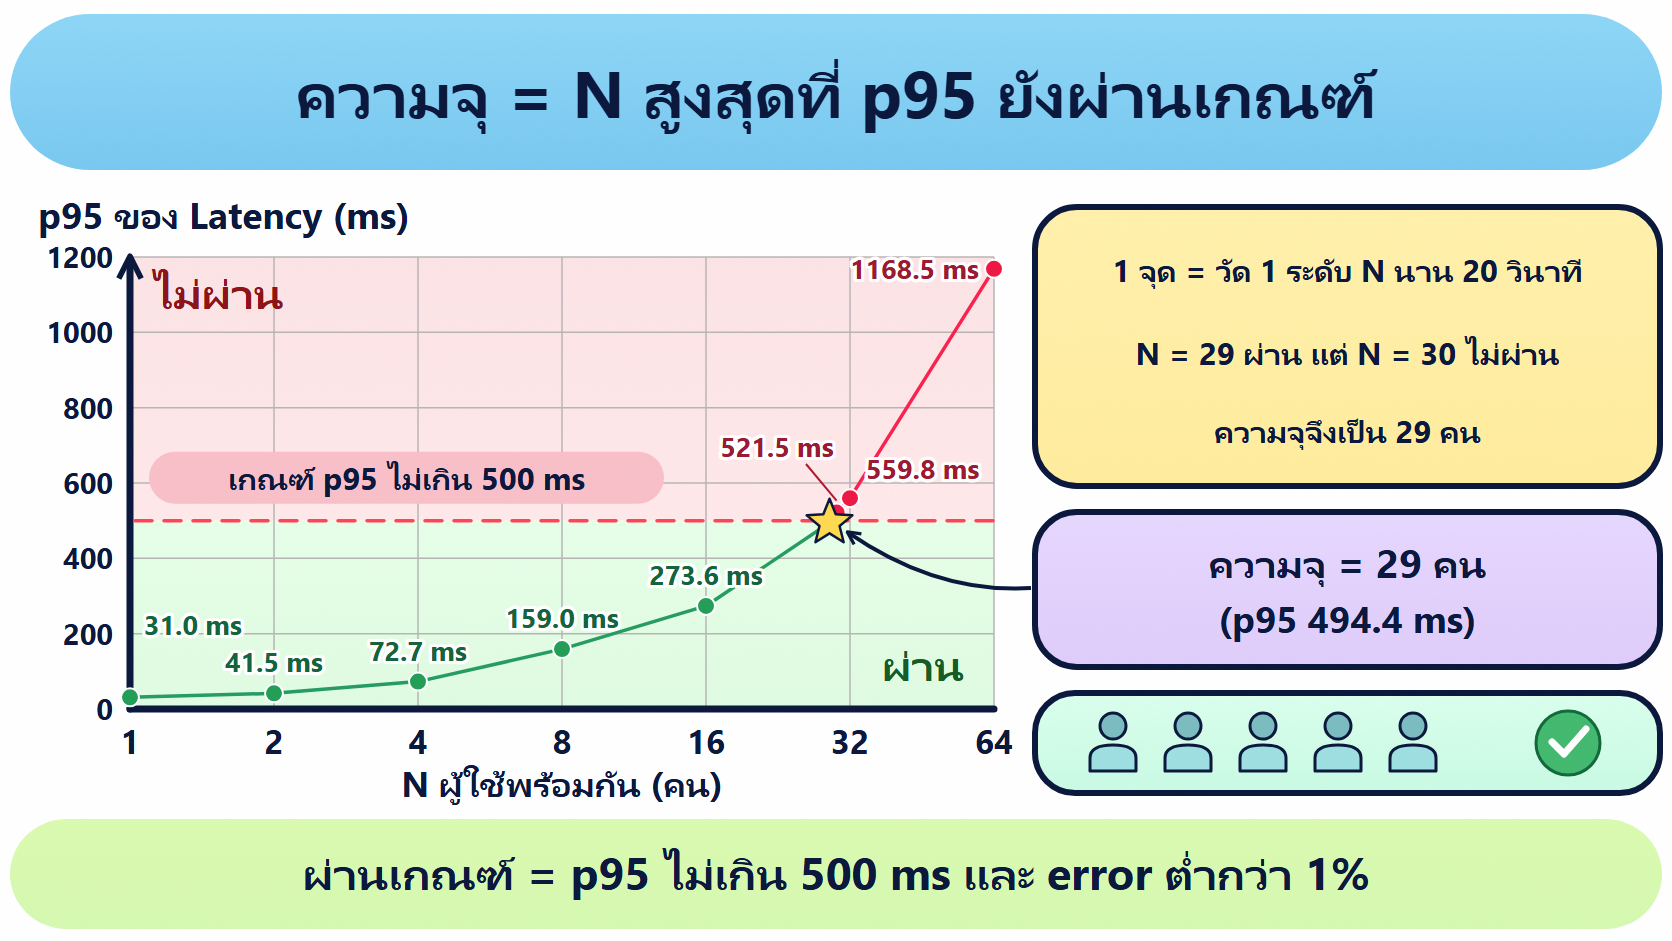 ความจุ = N สูงสุดที่ p95 ยังผ่านเกณฑ์
p95 ของ Latency (ms)
1200
1000
800
600
400
200
0
ไม่ผ่าน
1168.5 ms
521.5 ms
559.8 ms
เกณฑ์ p95 ไม่เกิน 500 ms
273.6 ms
159.0 ms
72.7 ms
41.5 ms
31.0 ms
ผ่าน
1 2 4 8 16 32 64
N ผู้ใช้พร้อมกัน (คน)
1 จุด = วัด 1 ระดับ N นาน 20 วินาที
N = 29 ผ่าน แต่ N = 30 ไม่ผ่าน
ความจุจึงเป็น 29 คน
ความจุ = 29 คน
(p95 494.4 ms)
ผ่านเกณฑ์ = p95 ไม่เกิน 500 ms และ error ต่ำกว่า 1%